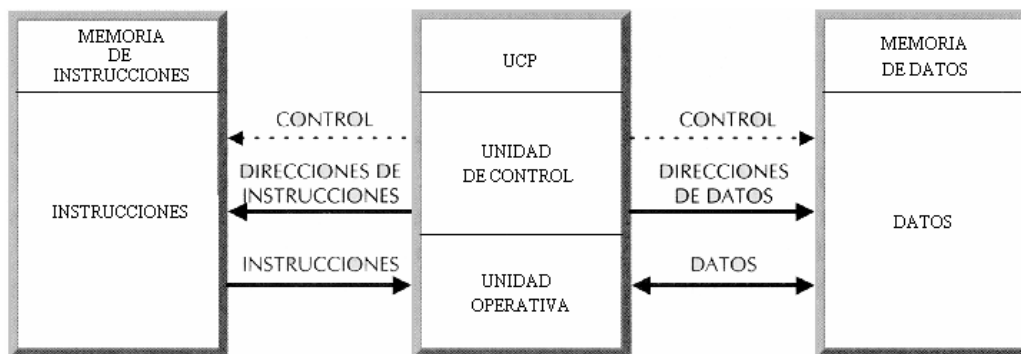 MEMORIA
DE
INSTRUCCIONES
INSTRUCCIONES
CONTROL
DIRECCIONES DE
INSTRUCCIONES
INSTRUCCIONES
UCP
UNIDAD
DE CONTROL
UNIDAD
OPERATIVA
CONTROL
DIRECCIONES
DE DATOS
DATOS
MEMORIA
DE DATOS
DATOS